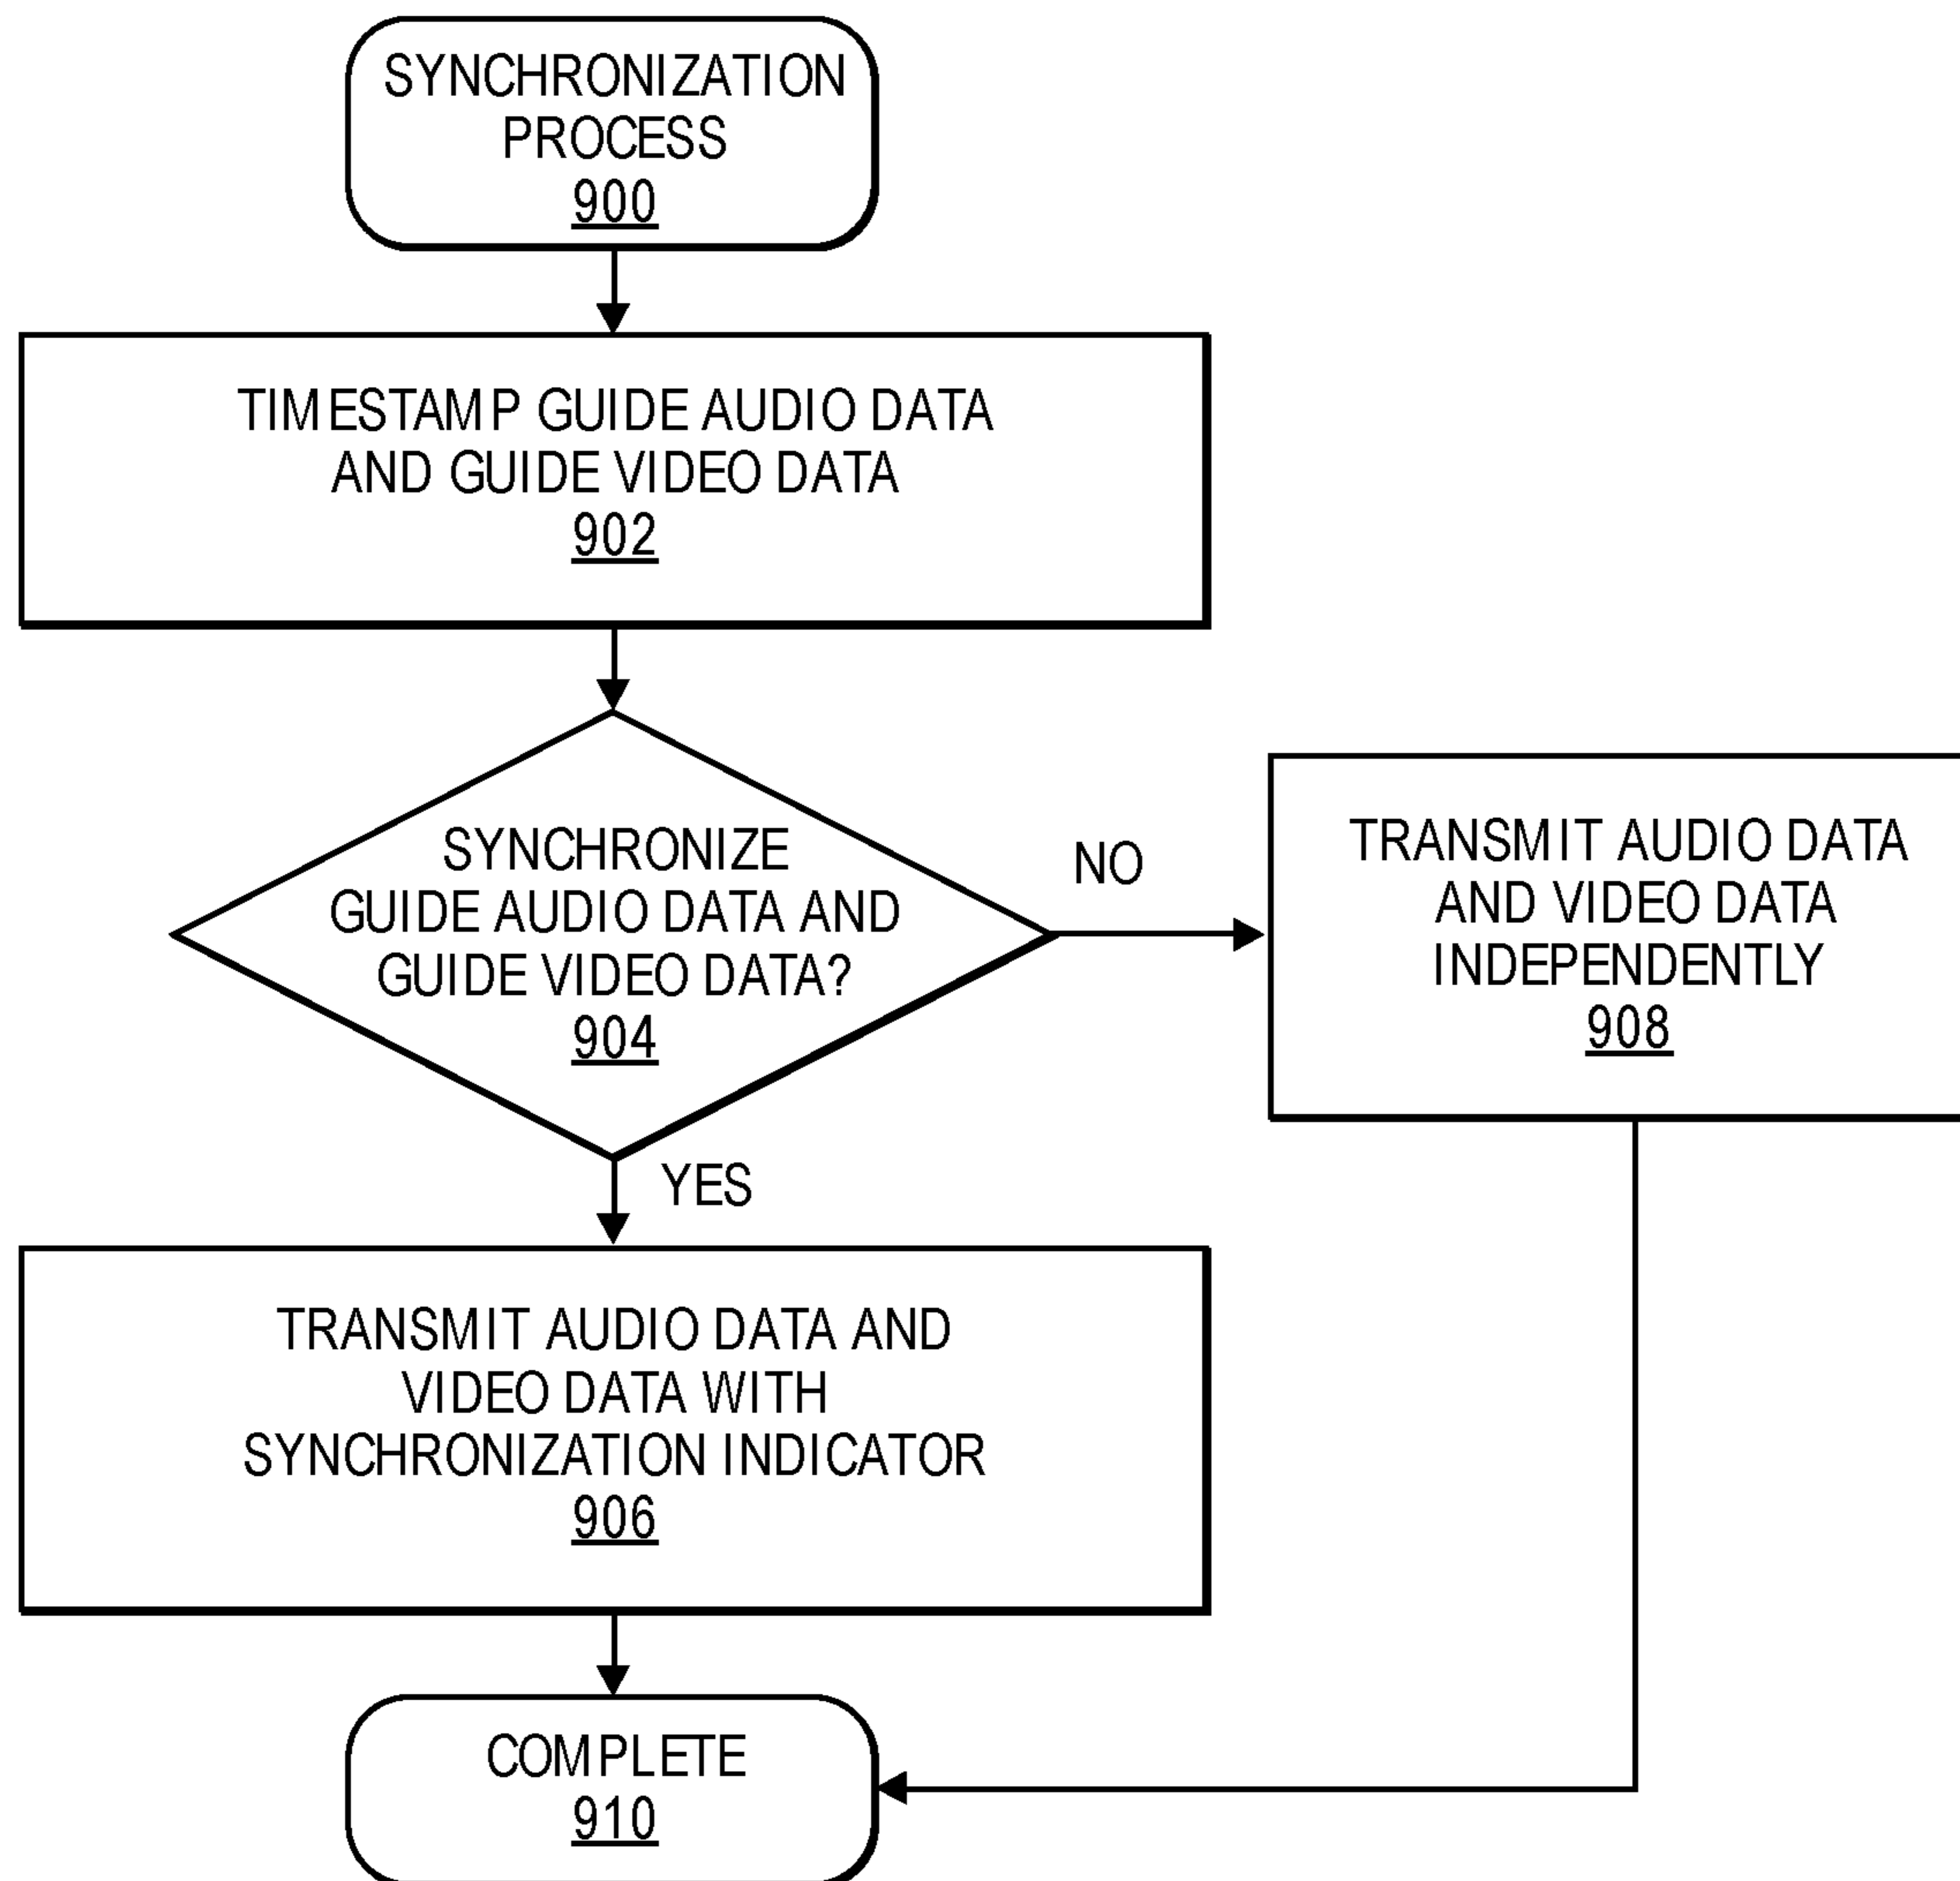 SYNCHRONIZATION
PROCESS
900
TIMESTAMP GUIDE AUDIO DATA
AND GUIDE VIDEO DATA
902
SYNCHRONIZE
GUIDE AUDIO DATA AND
GUIDE VIDEO DATA?
904
NO
TRANSMIT AUDIO DATA
AND VIDEO DATA
INDEPENDENTLY
908
YES
TRANSMIT AUDIO DATA AND
VIDEO DATA WITH
SYNCHRONIZATION INDICATOR
906
COMPLETE
910